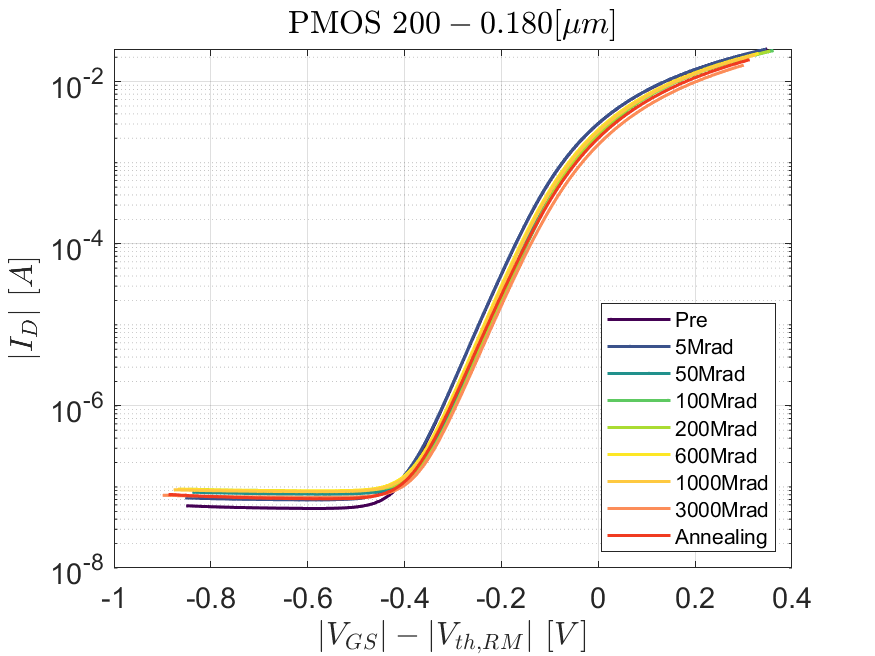 PMOS 200 − 0.180[μm]
|I_D| [A]
10^-2
10^-4
10^-6
10^-8
Pre
5Mrad
50Mrad
100Mrad
200Mrad
600Mrad
1000Mrad
3000Mrad
Annealing
-1 -0.8 -0.6 -0.4 -0.2 0 0.2 0.4
|V_GS| − |V_th,RM| [V]